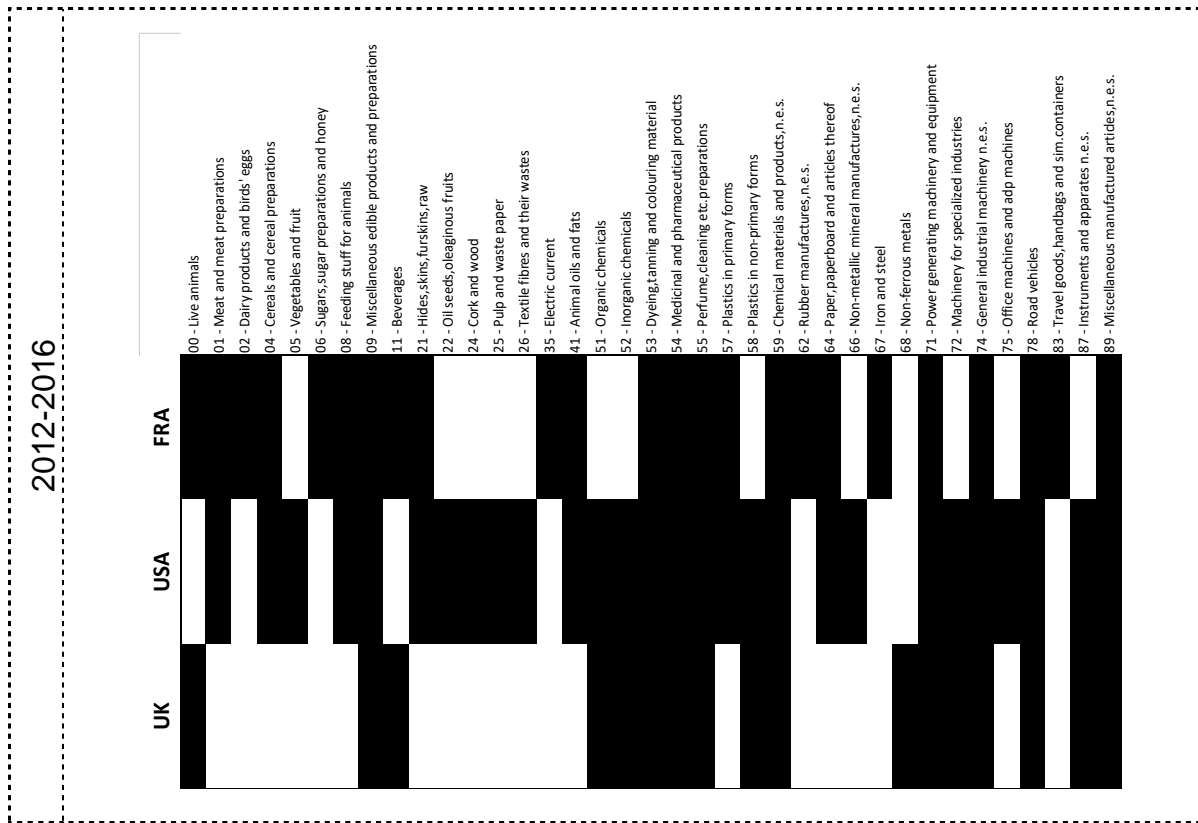 2012-2016
00 - Live animals
01 - Meat and meat preparations
02 - Dairy products and birds' eggs
04 - Cereals and cereal preparations
05 - Vegetables and fruit
06 - Sugars,sugar preparations and honey
08 - Feeding stuff for animals
09 - Miscellaneous edible products and preparations
11 - Beverages
21 - Hides,skins,furskins,raw
22 - Oil seeds,oleaginous fruits
24 - Cork and wood
25 - Pulp and waste paper
26 - Textile fibres and their wastes
35 - Electric current
41 - Animal oils and fats
51 - Organic chemicals
52 - Inorganic chemicals
53 - Dyeing,tanning and colouring material
54 - Medicinal and pharmaceutical products
55 - Perfume,cleaning etc.preparations
57 - Plastics in primary forms
58 - Plastics in non-primary forms
59 - Chemical materials and products,n.e.s.
62 - Rubber manufactures,n.e.s.
64 - Paper,paperboard and articles thereof
66 - Non-metallic mineral manufactures,n.e.s.
67 - Iron and steel
68 - Non-ferrous metals
71 - Power generating machinery and equipment
72 - Machinery for specialized industries
74 - General industrial machinery n.e.s.
75 - Office machines and adp machines
78 - Road vehicles
83 - Travel goods,handbags and sim.containers
87 - Instruments and apparates n.e.s.
89 - Miscellaneous manufactured articles,n.e.s.
FRA
USA
UK